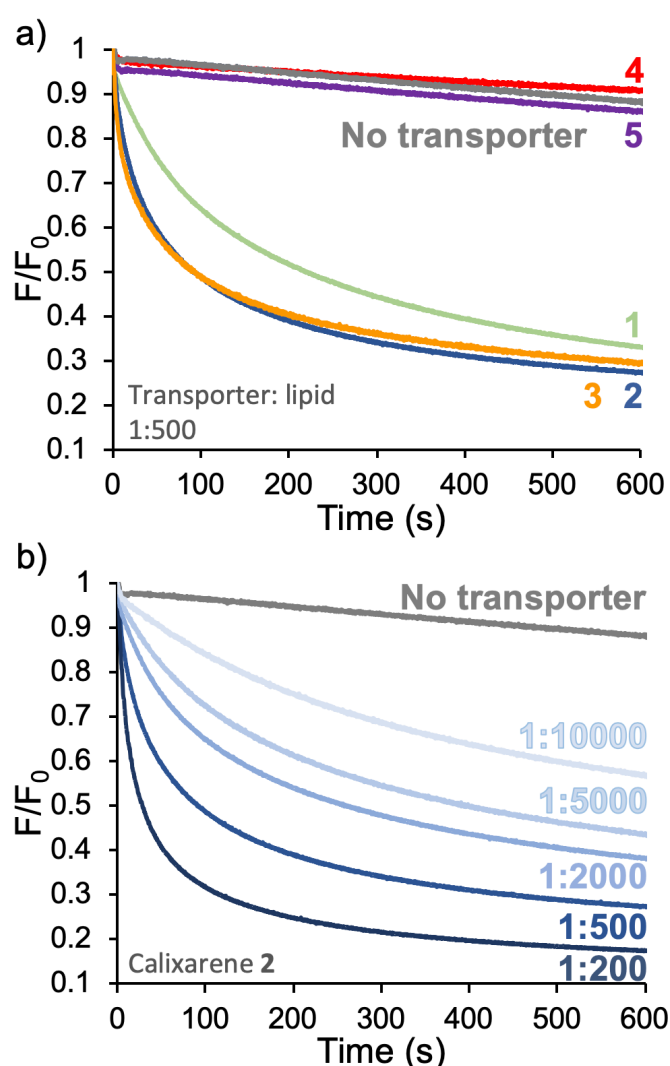 a)
1
0.9
0.8
0.7
0.6
0.5
0.4
0.3
0.2
0.1
F/F0
4
No transporter 5
1
3 2
Transporter: lipid
1:500
0 100 200 300 400 500 600
Time (s)
b)
1
0.9
0.8
0.7
0.6
0.5
0.4
0.3
0.2
0.1
F/F0
No transporter
1:10000
1:5000
1:2000
1:500
1:200
Calixarene 2
0 100 200 300 400 500 600
Time (s)